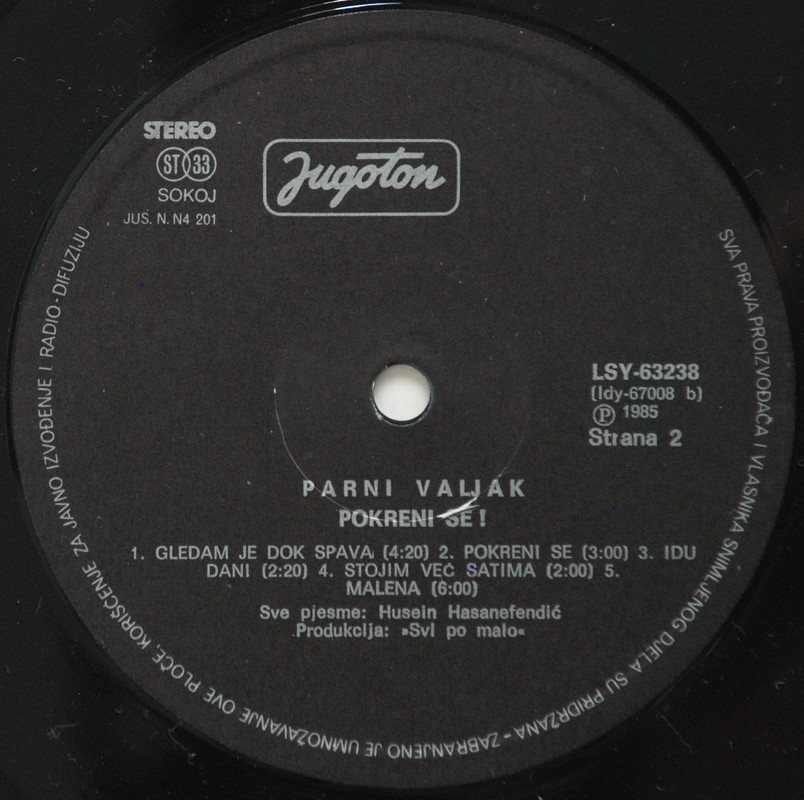 STEREO
ST 33
SOKOJ
JUS. N. N4 201
Jugoton
LSY-63238
(ldy-67008 b)
Ⓟ 1985
Strana 2
PARNI VALJAK
POKRENI SE!
1. GLEDAM JE DOK SPAVA (4:20) 2. POKRENI SE (3:00) 3. IDU
DANI (2:20) 4. STOJIM VEĆ SATIMA (2:00) 5.
MALENA (6:00)
Sve pjesme: Husein Hasanefendić
Produkcija: »Svi po malo«
SVA PRAVA PROIZVOĐAČA I VLASNIKA SNIMLJENOG DJELA SU PRIDRŽANA - ZABRANJENO JE UMNOŽAVANJE OVE PLOČE, KORIŠĆENJE ZA JAVNO IZVOĐENJE I RADIO-DIFUZIJU